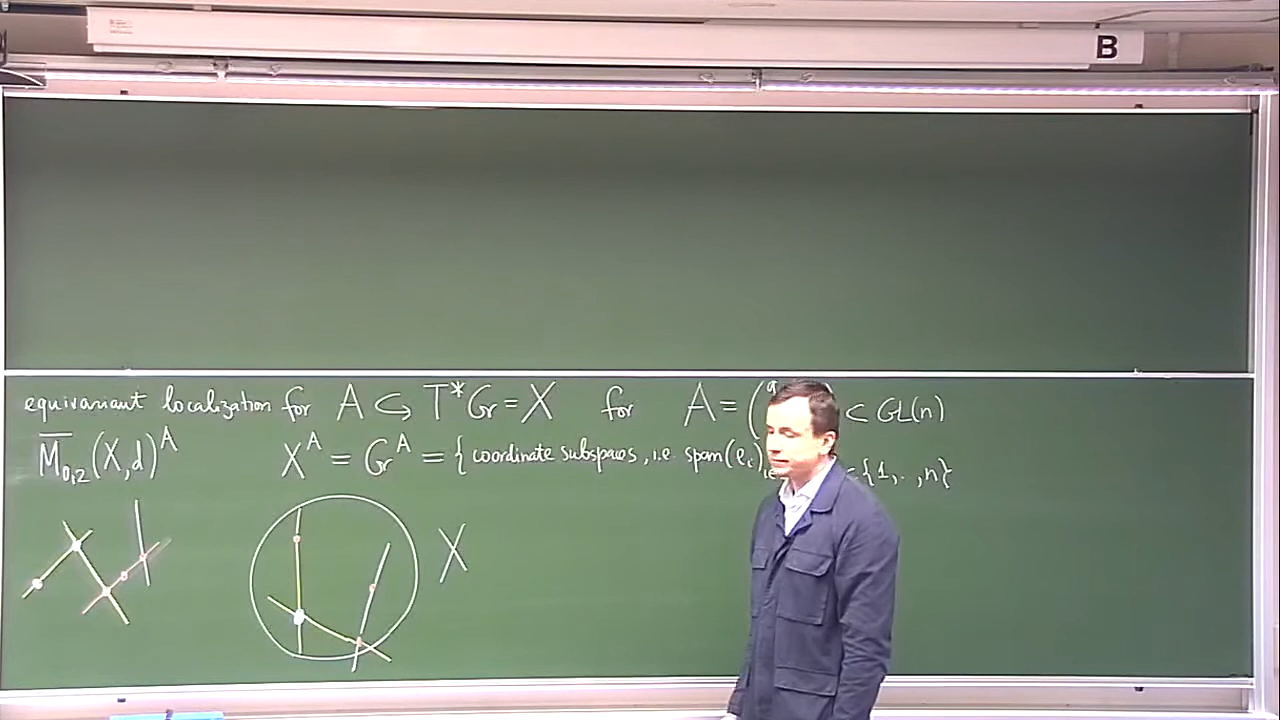 B
equivariant localization for A ↪ T*Gr = X for A = ( a ⊂ GL(n)
M̄₀,₂(X,d)^A X^A = Gr^A = { coordinate subspaces, i.e. span(e_i) {1,..,n}
X